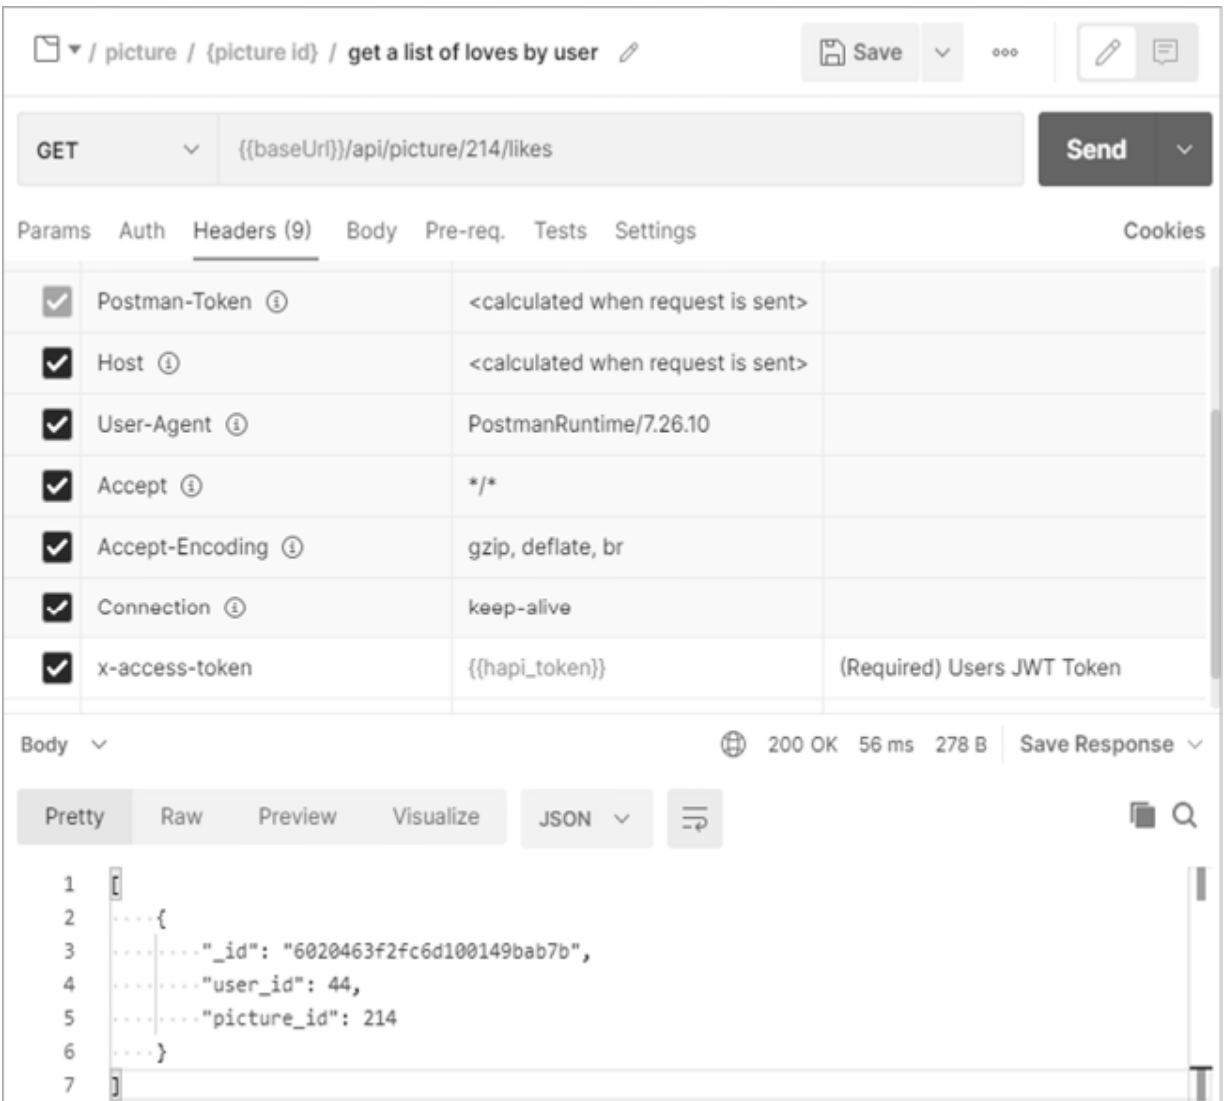 / picture / {picture id} / get a list of loves by user Save ooo
GET {{baseUrl}}/api/picture/214/likes Send
Params Auth Headers (9) Body Pre-req. Tests Settings Cookies
Postman-Token <calculated when request is sent>
Host <calculated when request is sent>
User-Agent PostmanRuntime/7.26.10
Accept */*
Accept-Encoding gzip, deflate, br
Connection keep-alive
x-access-token {{hapi_token}} (Required) Users JWT Token
Body 200 OK 56 ms 278 B Save Response
Pretty Raw Preview Visualize JSON
1 [
2 {
3 "_id": "6020463f2fc6d100149bab7b",
4 "user_id": 44,
5 "picture_id": 214
6 }
7 ]